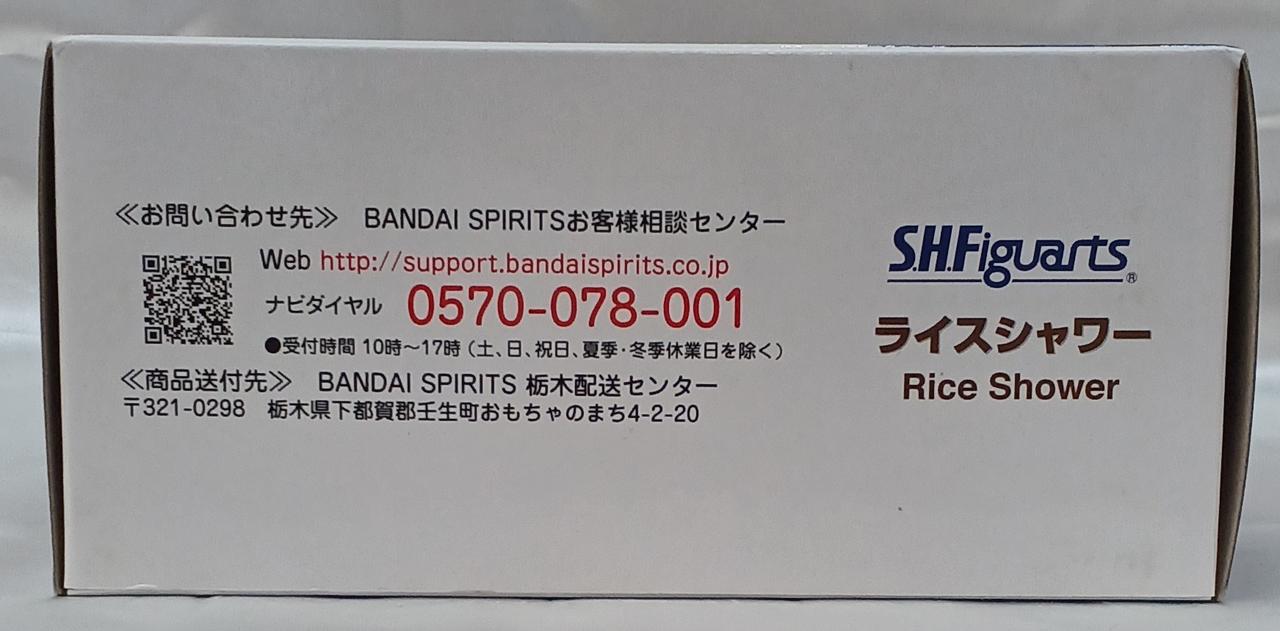 ≪お問い合わせ先≫ BANDAI SPIRITSお客様相談センター
Web http://support.bandaispirits.co.jp
ナビダイヤル 0570-078-001
●受付時間 10時～17時(土、日、祝日、夏季・冬季休業日を除く)
≪商品送付先≫ BANDAI SPIRITS 栃木配送センター
〒321-0298 栃木県下都賀郡壬生町おもちゃのまち4-2-20
S.H.Figuarts®
ライスシャワー
Rice Shower